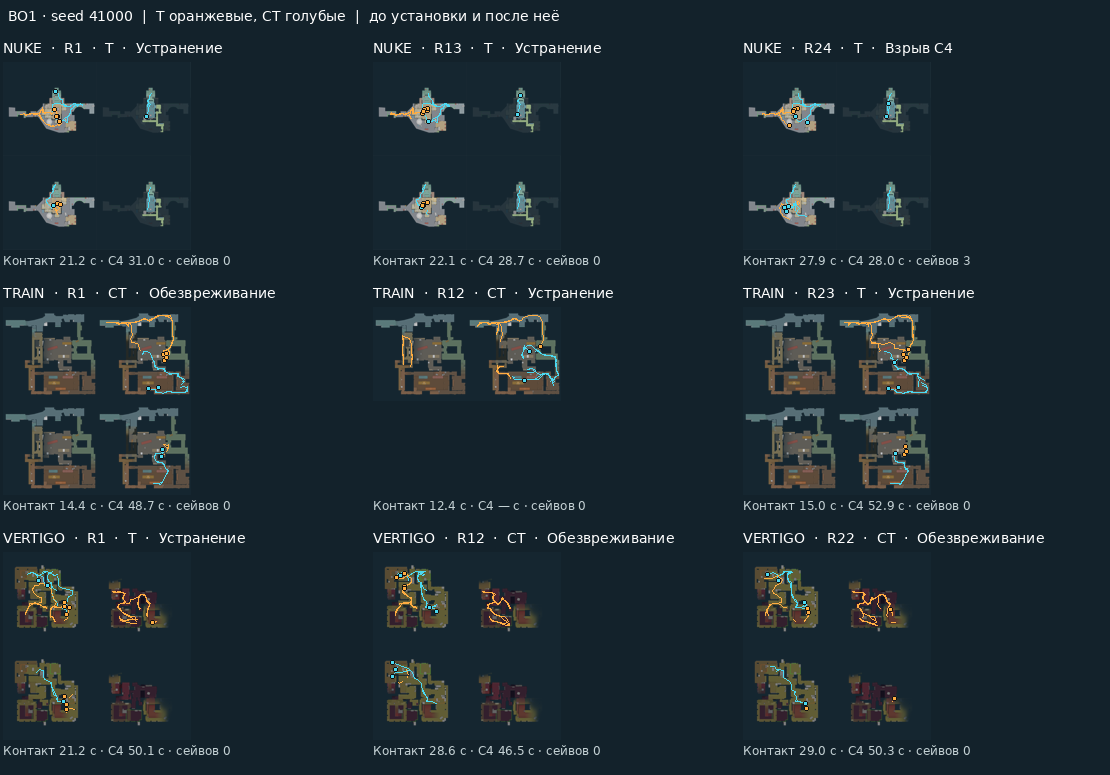 BO1 · seed 41000 | T оранжевые, CT голубые | до установки и после неё
NUKE · R1 · T · Устранение
NUKE · R13 · T · Устранение
NUKE · R24 · T · Взрыв C4
Контакт 21.2 с · C4 31.0 с · сейвов 0
Контакт 22.1 с · C4 28.7 с · сейвов 0
Контакт 27.9 с · C4 28.0 с · сейвов 3
TRAIN · R1 · CT · Обезвреживание
TRAIN · R12 · CT · Устранение
TRAIN · R23 · T · Устранение
Контакт 14.4 с · C4 48.7 с · сейвов 0
Контакт 12.4 с · C4 — с · сейвов 0
Контакт 15.0 с · C4 52.9 с · сейвов 0
VERTIGO · R1 · T · Устранение
VERTIGO · R12 · CT · Обезвреживание
VERTIGO · R22 · CT · Обезвреживание
Контакт 21.2 с · C4 50.1 с · сейвов 0
Контакт 28.6 с · C4 46.5 с · сейвов 0
Контакт 29.0 с · C4 50.3 с · сейвов 0